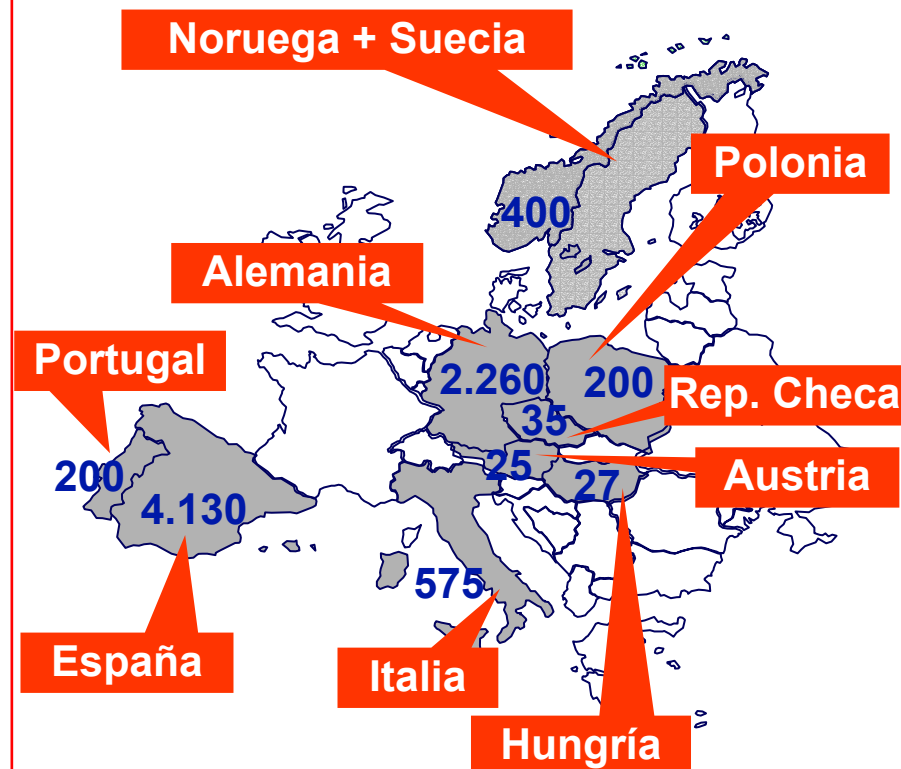 Noruega + Suecia
Polonia
400
Alemania
Portugal
2.260
200
Rep. Checa
35
200
25
Austria
27
4.130
575
España
Italia
Hungría